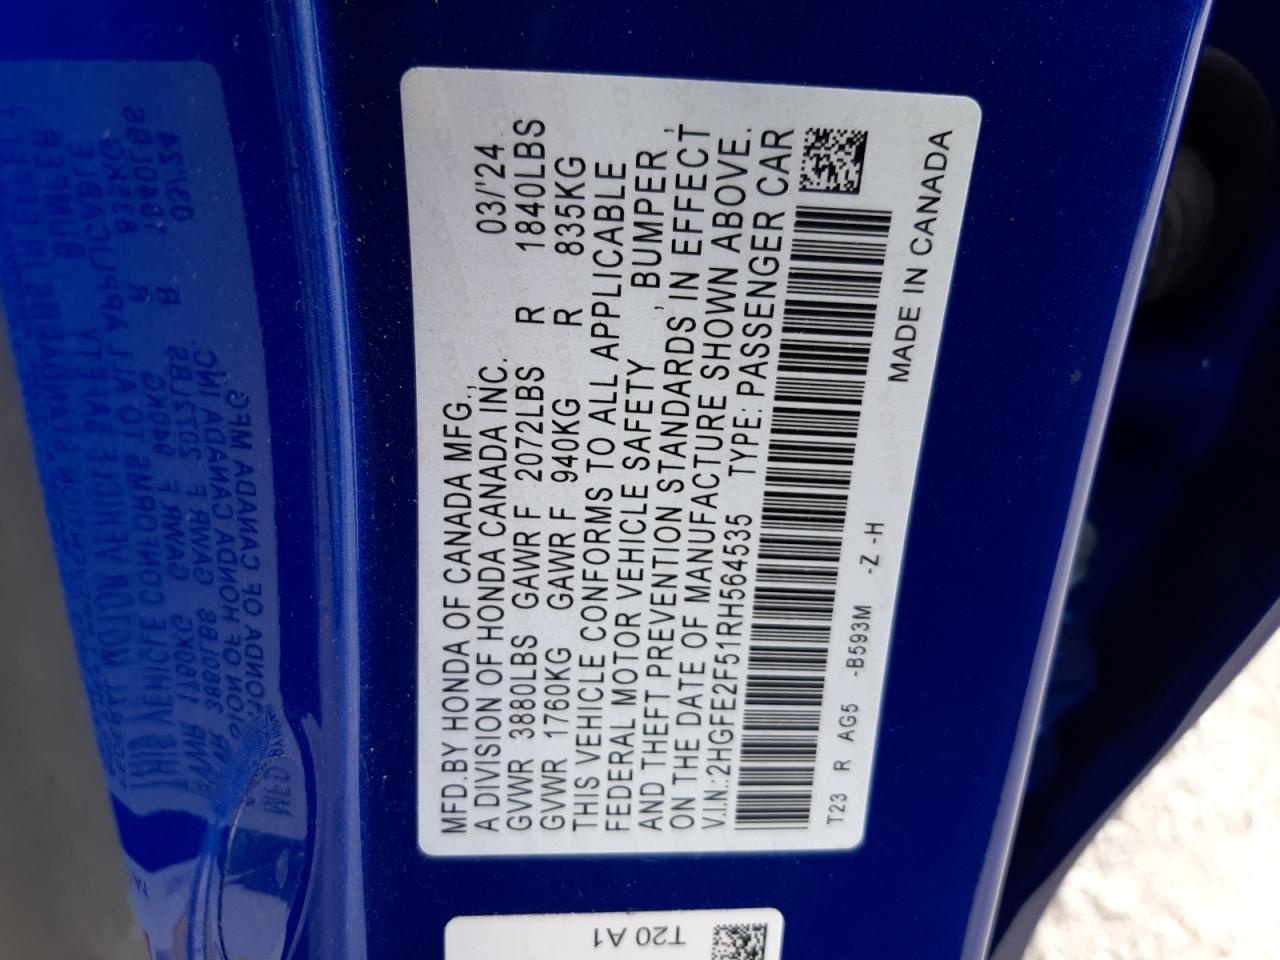 MFD.BY HONDA OF CANADA MFG., 03/'24
A DIVISION OF HONDA CANADA INC.
GVWR 3880LBS GAWR F 2072LBS R 1840LBS
GVWR 1760KG GAWR F 940KG R 835KG
THIS VEHICLE CONFORMS TO ALL APPLICABLE
FEDERAL MOTOR VEHICLE SAFETY , BUMPER ,
AND THEFT PREVENTION STANDARDS IN EFFECT
ON THE DATE OF MANUFACTURE SHOWN ABOVE.
V.I.N.:2HGFE2F51RH564535 TYPE: PASSENGER CAR
T23 R AG5 -B593M -Z -H
MADE IN CANADA
T20 A1